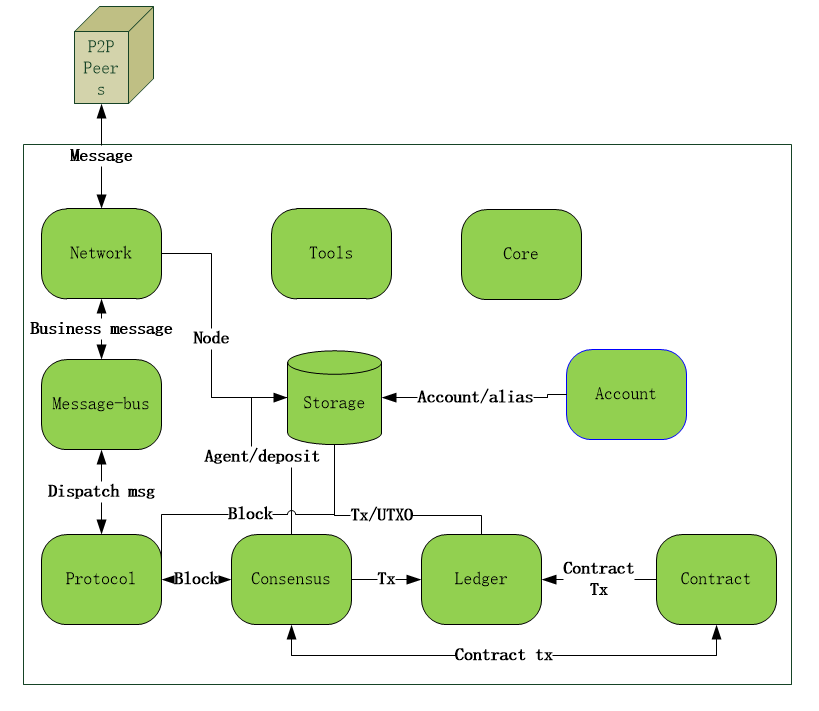 P2P
Peer
s
Message
Network
Tools
Core
Business message
Node
Message-bus
Storage
Account/alias
Account
Agent/deposit
Dispatch msg
Block
Tx/UTXO
Protocol
Block
Consensus
Tx
Ledger
Contract
Tx
Contract
Contract tx